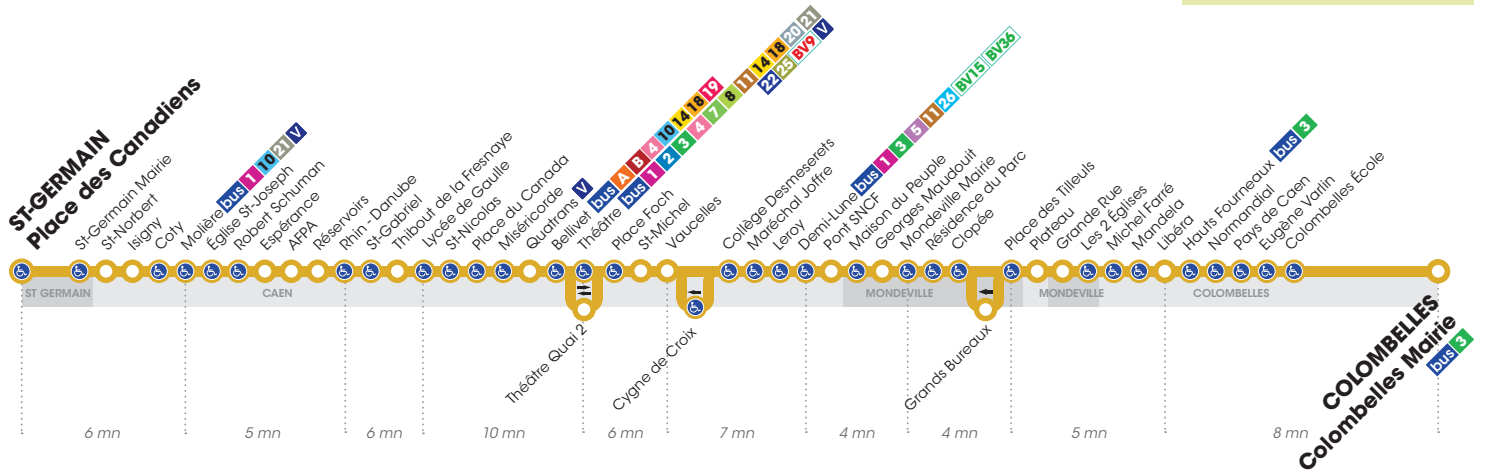 ST-GERMAIN
Place des Canadiens
St-Germain Mairie
St-Norbert
Isigny
Coty
Molière bus 1 10 21 V
Église St-Joseph
Robert Schuman
Espérance
AFPA
Réservoirs
Rhin - Danube
St-Gabriel
Thibout de la Fresnaye
Lycée de Gaulle
St-Nicolas
Place du Canada
Miséricorde
Quatrans V
Bellivet bus A B 4 10 14 18 19
Théâtre bus 1 2 3 4 7 8 11 14 18 20 21
22 25 BV9 V
Place Foch
St-Michel
Vaucelles
Collège Desmeserets
Maréchal Joffre
Leroy
Demi-Lune bus 1 3 5 11 26 BV15 BV36
Pont SNCF
Maison du Peuple
Georges Maudouit
Mondeville Mairie
Résidence du Parc
Clopée
Place des Tilleuls
Plateau
Grande Rue
Les 2 Églises
Michel Farré
Mandela
Libéra
Hauts Fourneaux bus 3
Normandial
Pays de Caen
Eugène Varlin
Colombelles École
ST GERMAIN
CAEN
MONDEVILLE
MONDEVILLE
COLOMBELLES
Théâtre Quai 2
Cygne de Croix
Grands Bureaux
COLOMBELLES
Colombelles Mairie
bus 3
6 mn
5 mn
6 mn
10 mn
6 mn
7 mn
4 mn
4 mn
5 mn
8 mn